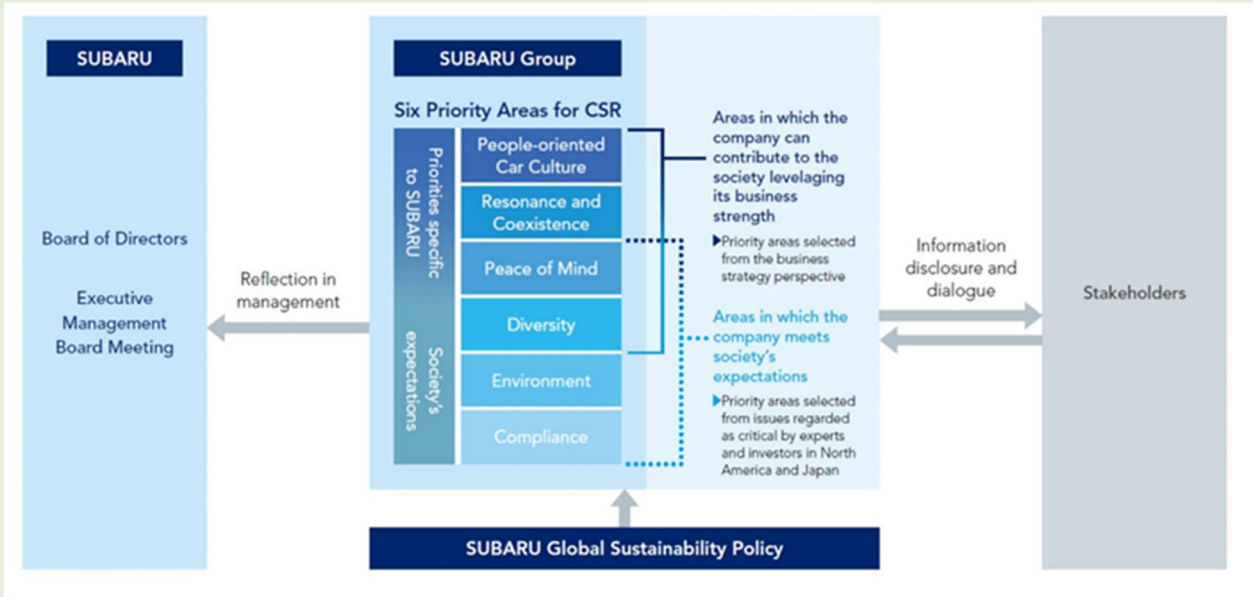 SUBARU
Board of Directors
Executive
Management
Board Meeting
Reflection in
management
SUBARU Group
Six Priority Areas for CSR
Priorities specific
to SUBARU
Society's
expectations
People-oriented
Car Culture
Resonance and
Coexistence
Peace of Mind
Diversity
Environment
Compliance
Areas in which the
company can
contribute to the
society levelaging
its business
strength
▶Priority areas selected
from the business
strategy perspective
Areas in which the
company meets
society's
expectations
▶Priority areas selected
from issues regarded
as critical by experts
and investors in North
America and Japan
Information
disclosure and
dialogue
Stakeholders
SUBARU Global Sustainability Policy